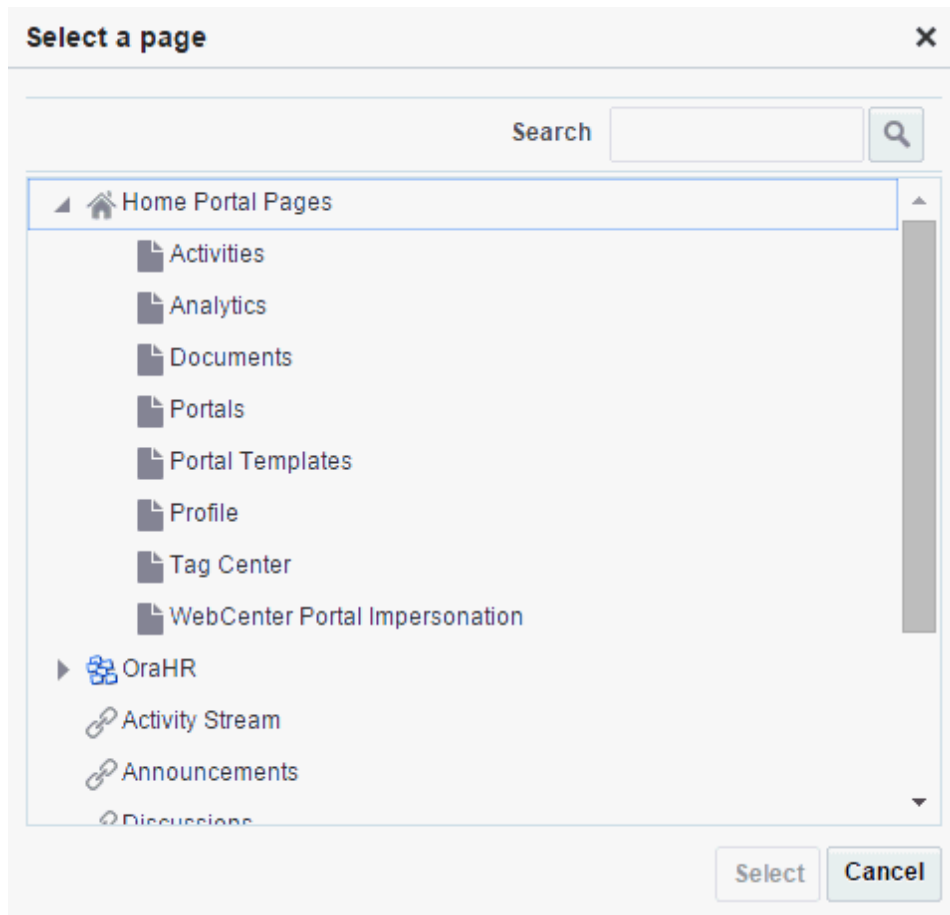 Select a page
Search
Home Portal Pages
Activities
Analytics
Documents
Portals
Portal Templates
Profile
Tag Center
WebCenter Portal Impersonation
OraHR
Activity Stream
Announcements
Discussions
Select Cancel